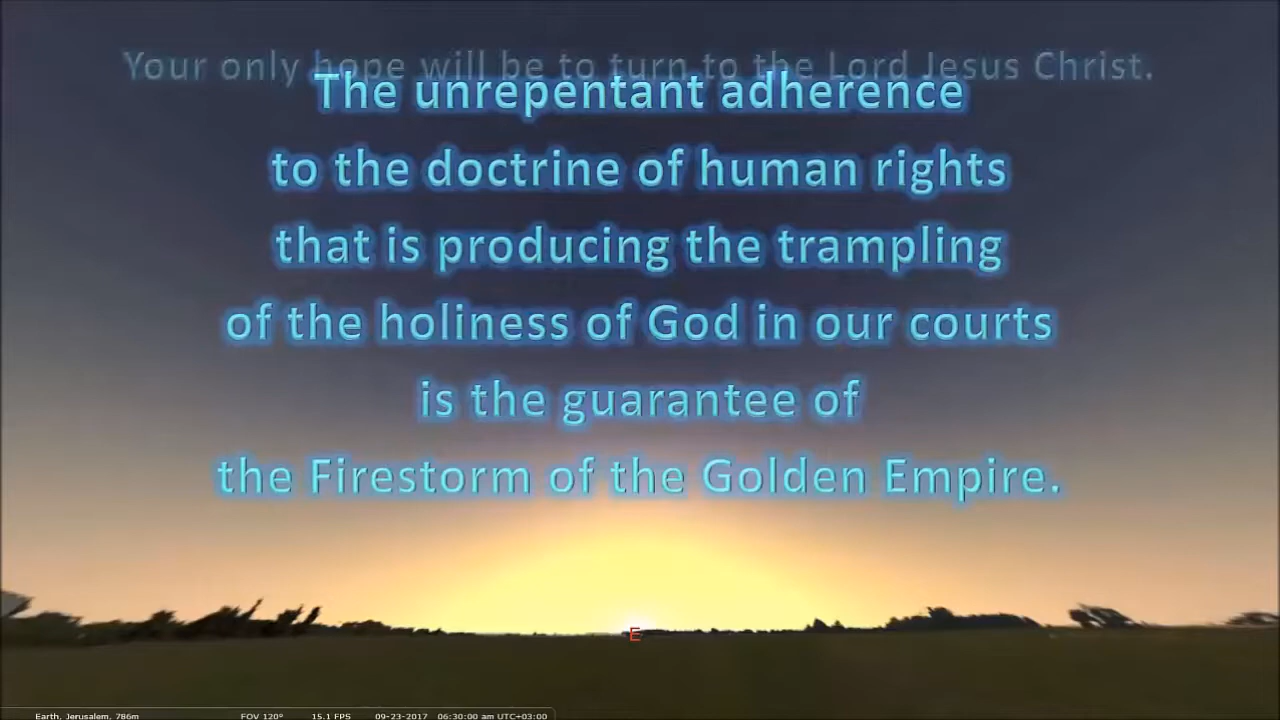 Your only hope will be to turn to the Lord Jesus Christ.
The unrepentant adherence
to the doctrine of human rights
that is producing the trampling
of the holiness of God in our courts
is the guarantee of
the Firestorm of the Golden Empire.
E
Earth, Jerusalem, 786m FOV 120° 15.1 FPS 09-23-2017 06:30:00 am UTC+03:00